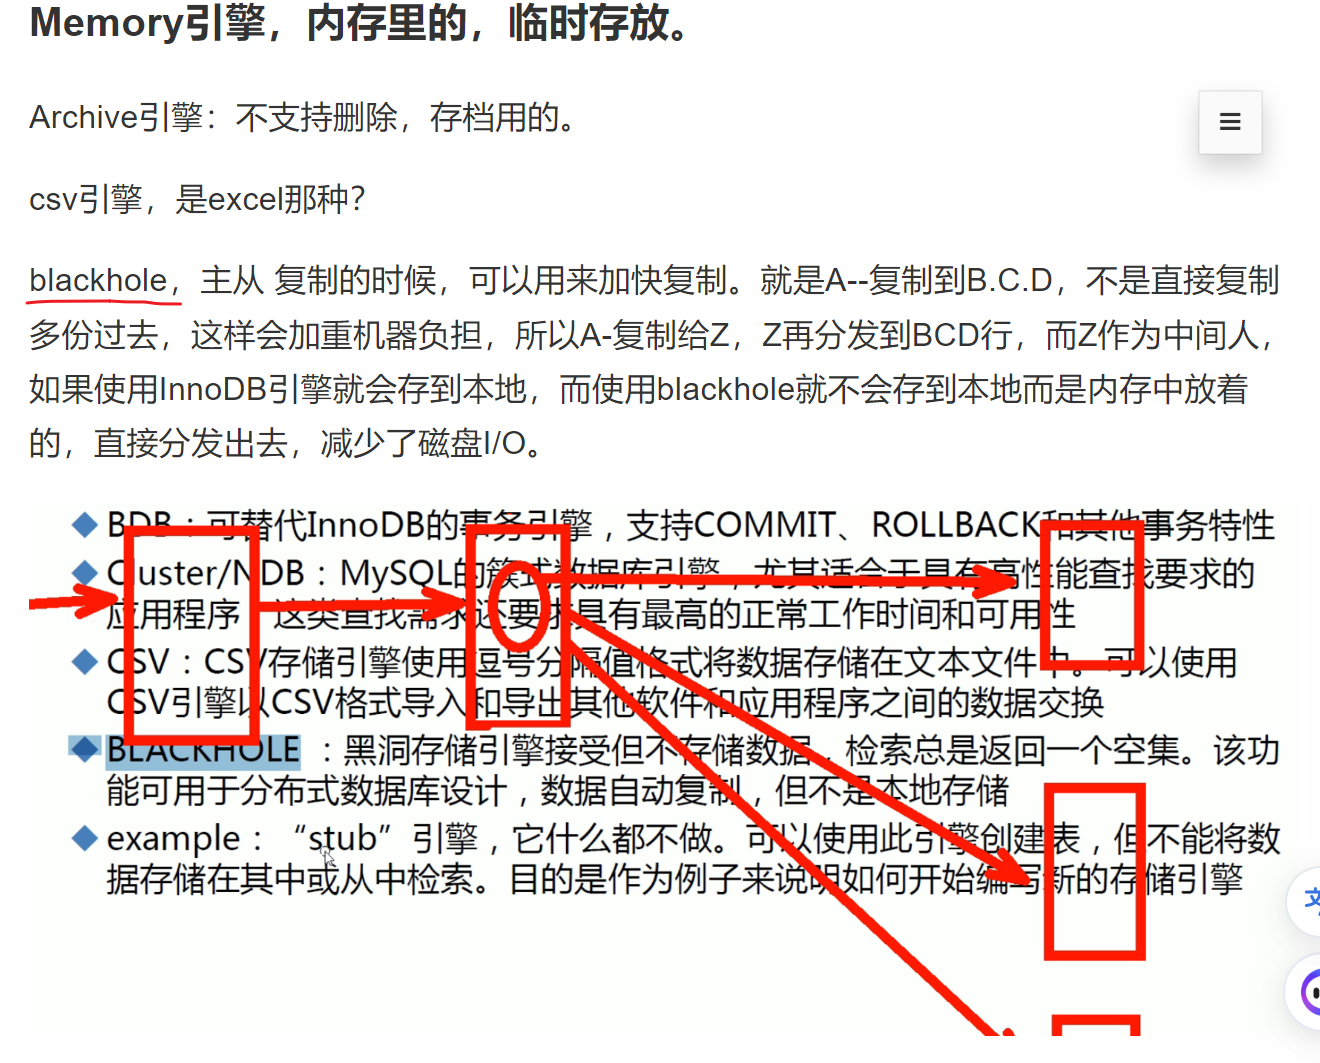 Memory引擎，内存里的，临时存放。
Archive引擎：不支持删除，存档用的。
csv引擎，是excel那种？
blackhole，主从 复制的时候，可以用来加快复制。就是A--复制到B.C.D，不是直接复制
多份过去，这样会加重机器负担，所以A-复制给Z，Z再分发到BCD行，而Z作为中间人，
如果使用InnoDB引擎就会存到本地，而使用blackhole就不会存到本地而是内存中放着
的，直接分发出去，减少了磁盘I/O。
BDB：可替代InnoDB的事务引擎，支持COMMIT、ROLLBACK和其他事务特性
Cluster/NDB：MySQL的簇式数据库引擎，尤其适合于具有高性能查找要求的
应用程序，这类查找需求还要求具有最高的正常工作时间和可用性
CSV：CSV存储引擎使用逗号分隔值格式将数据存储在文本文件中。可以使用
CSV引擎以CSV格式导入和导出其他软件和应用程序之间的数据交换
BLACKHOLE ：黑洞存储引擎接受但不存储数据，检索总是返回一个空集。该功
能可用于分布式数据库设计，数据自动复制，但不是本地存储
example：“stub”引擎，它什么都不做。可以使用此引擎创建表，但不能将数
据存储在其中或从中检索。目的是作为例子来说明如何开始编写新的存储引擎